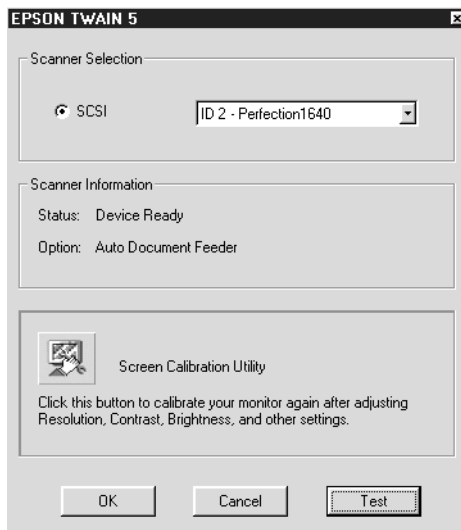 EPSON TWAIN 5
Scanner Selection
SCSI
ID 2 - Perfection1640
Scanner Information
Status: Device Ready
Option: Auto Document Feeder
Screen Calibration Utility
Click this button to calibrate your monitor again after adjusting
Resolution, Contrast, Brightness, and other settings.
OK Cancel Test